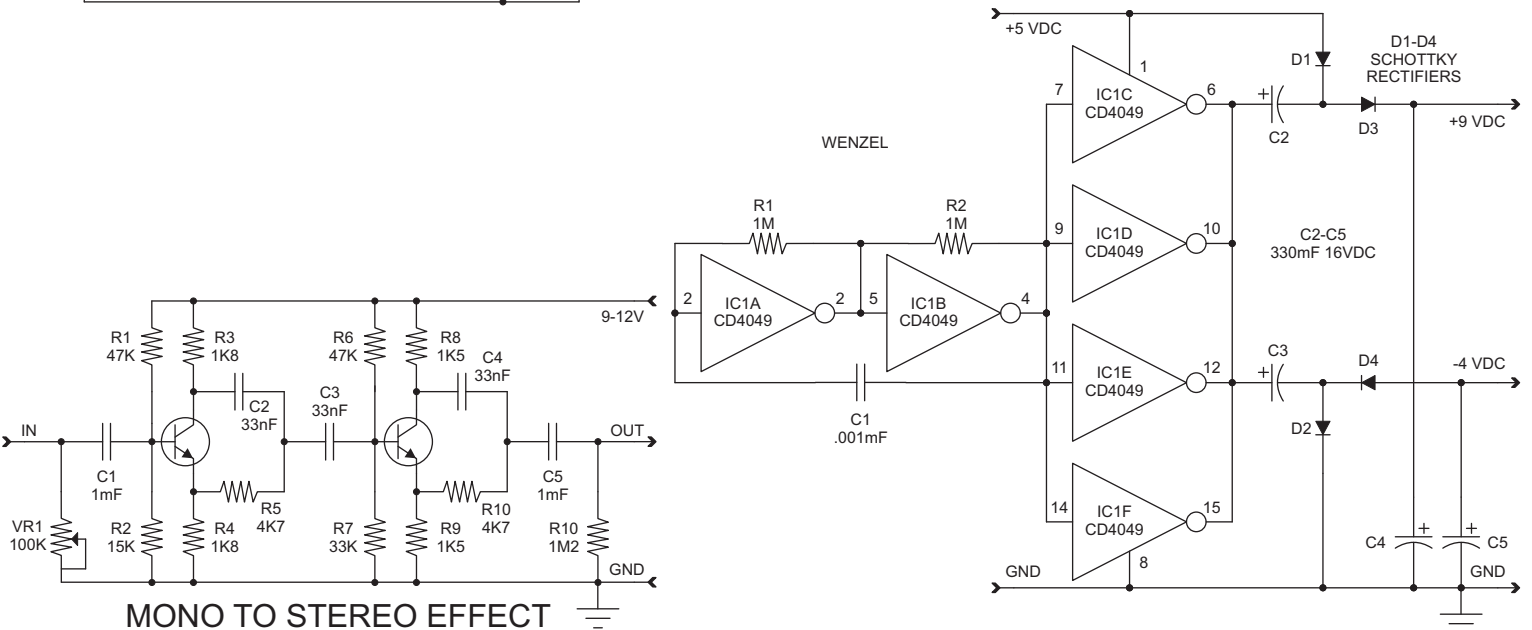 +5 VDC
D1-D4
SCHOTTKY
RECTIFIERS
D1
1
7
IC1C
CD4049
6
+
C2
D3
+9 VDC
WENZEL
R1
1M
R2
1M
9
IC1D
CD4049
10
C2-C5
330mF 16VDC
2
IC1A
CD4049
2
5
IC1B
CD4049
4
C1
.001mF
11
IC1E
CD4049
12
C3
+
D4
-4 VDC
D2
14
IC1F
CD4049
15
8
C4
+
+
C5
GND
GND
9-12V
R1
47K
R3
1K8
R6
47K
R8
1K5
C4
33nF
C2
33nF
C3
33nF
IN
OUT
C1
1mF
C5
1mF
R5
4K7
R10
4K7
VR1
100K
R2
15K
R4
1K8
R7
33K
R9
1K5
R10
1M2
GND
MONO TO STEREO EFFECT